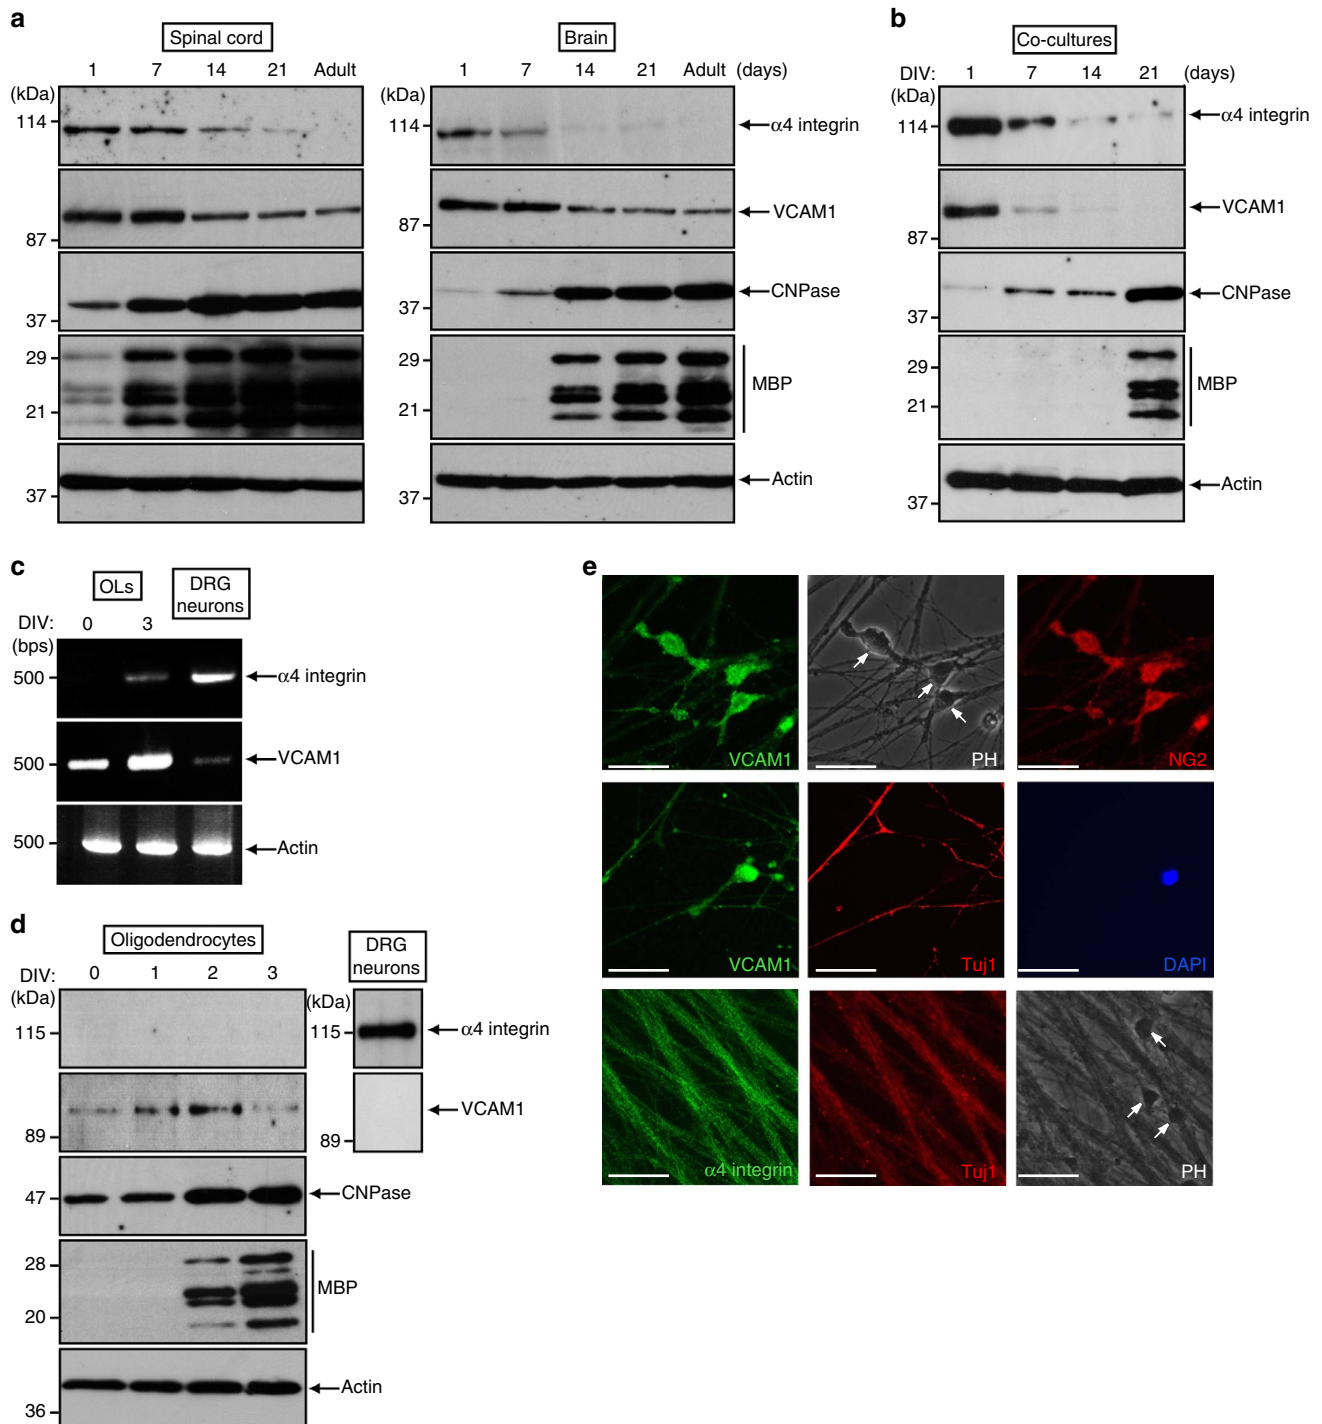 a
Spinal cord
1 7 14 21 Adult
(kDa)
114
87
37
29
21
37
Brain
1 7 14 21 Adult (days)
(kDa)
114
α4 integrin
87
VCAM1
37
CNPase
29
21
MBP
37
Actin
b
Co-cultures
DIV: 1 7 14 21 (days)
(kDa)
114
α4 integrin
87
VCAM1
37
CNPase
29
21
MBP
37
Actin
c
OLs
DRG
neurons
DIV: 0 3
(bps)
500
α4 integrin
500
VCAM1
500
Actin
d
Oligodendrocytes
DRG
neurons
DIV: 0 1 2 3
(kDa)
115
(kDa)
115
α4 integrin
89
89
VCAM1
47
CNPase
28
20
MBP
36
Actin
e
VCAM1
PH
NG2
VCAM1
Tuj1
DAPI
α4 integrin
Tuj1
PH